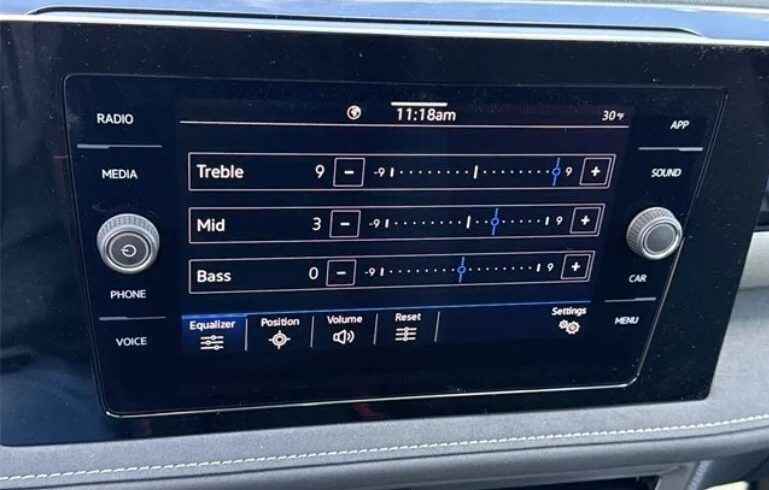 RADIO
MEDIA
PHONE
VOICE
11:18am
30°F
Treble 9 - -9 9 +
Mid 3 - -9 9 +
Bass 0 - -9 9 +
Equalizer
Position
Volume
Reset
Settings
APP
SOUND
CAR
MENU